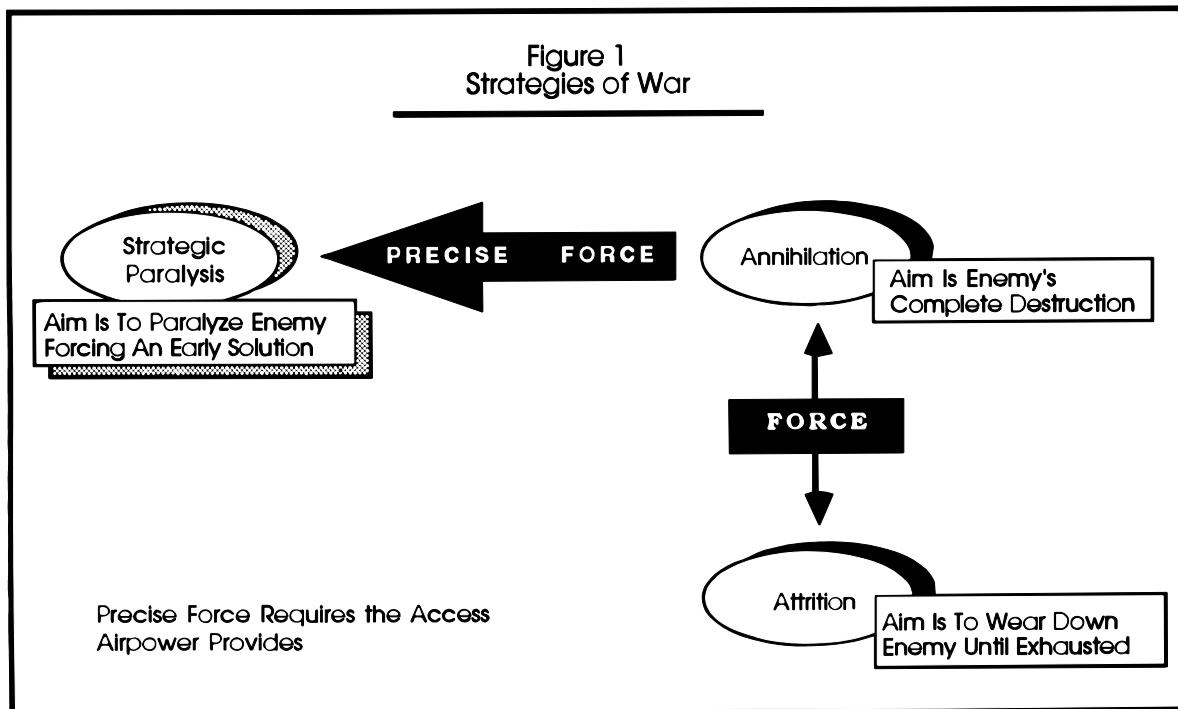 Figure 1
Strategies of War
Strategic
Paralysis
Aim Is To Paralyze Enemy
Forcing An Early Solution
PRECISE FORCE
Annihilation
Aim Is Enemy's
Complete Destruction
FORCE
Attrition
Aim Is To Wear Down
Enemy Until Exhausted
Precise Force Requires the Access
Airpower Provides